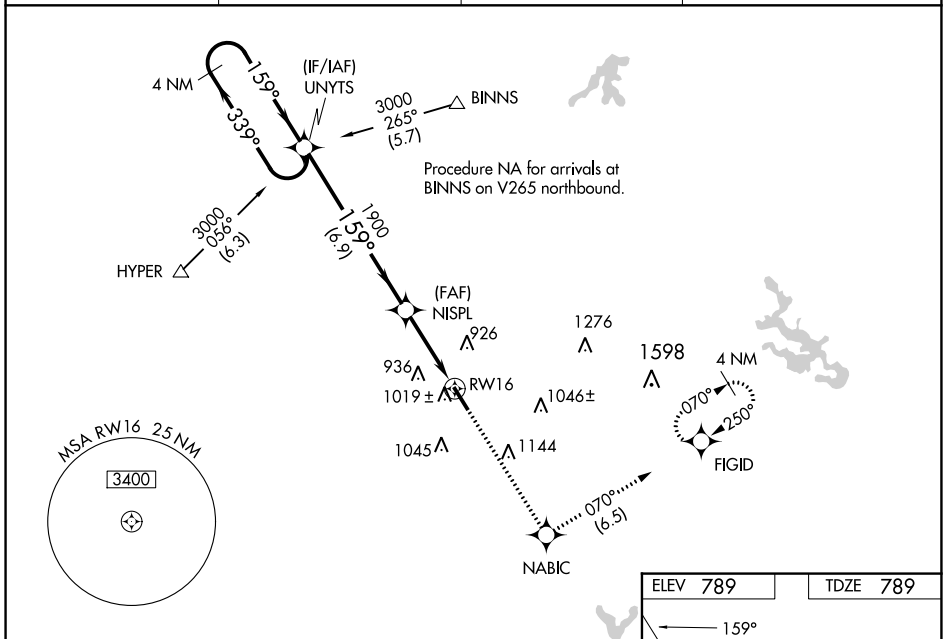 4 NM
159°
339°
(IF/IAF)
UNYTS
3000
265°
(5.7)
BINNS
Procedure NA for arrivals at
BINNS on V265 northbound.
3000
056°
(6.3)
HYPER
1900
159°
(6.9)
(FAF)
NISPL
926
1276
1598
4 NM
936
1019 ±
RW16
1046±
070°
250°
1045
1144
FIGID
MSA RW16 25 NM
3400
070°
(6.5)
NABIC
ELEV 789
TDZE 789
159°